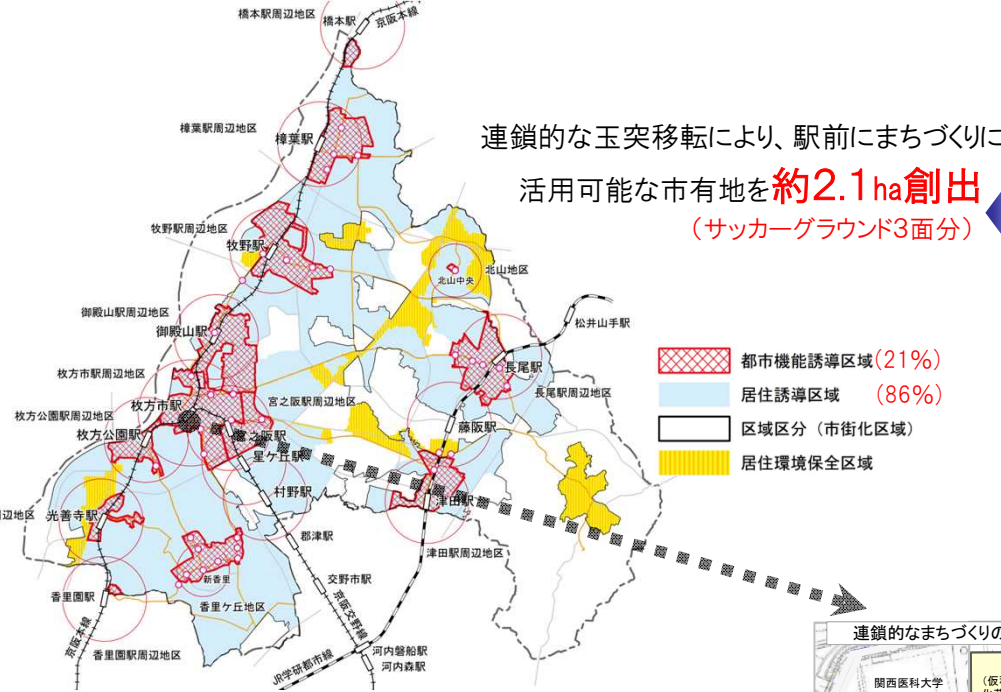 橋本駅周辺地区
橋本駅
京阪本線
樟葉駅周辺地区
樟葉駅
連鎖的な玉突移転により、駅前にまちづくりに
活用可能な市有地を約2.1ha創出
（サッカーグラウンド3面分）
牧野駅周辺地区
牧野駅
北山地区
北山中央
御殿山駅周辺地区
御殿山駅
松井山手駅
長尾駅
長尾駅周辺地区
都市機能誘導区域(21%)
居住誘導区域 (86%)
区域区分（市街化区域）
居住環境保全区域
枚方市駅周辺地区
枚方市駅
宮之阪駅周辺地区
枚方公園駅周辺地区
枚方公園駅
宮之阪駅
星ケ丘駅
藤阪駅
村野駅
津田駅
辺地区
光善寺駅
郡津駅
津田駅周辺地区
新香里
香里園駅
香里ケ丘地区
交野市駅
京阪交野線
京阪本線
香里園駅周辺地区
JR学研都市線
河内磐船駅
河内森駅
連鎖的なまちづくりの
関西医科大学